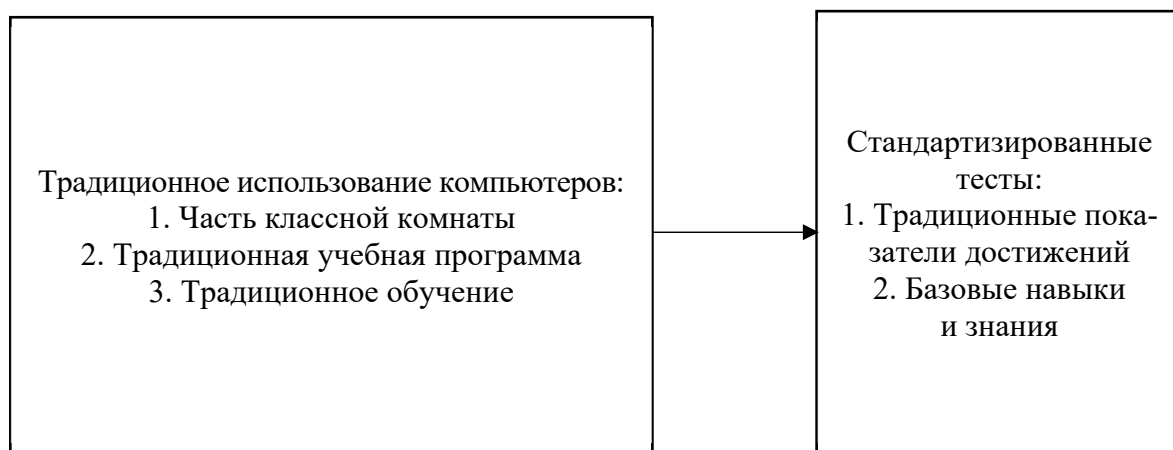 Традиционное использование компьютеров:
1. Часть классной комнаты
2. Традиционная учебная программа
3. Традиционное обучение
Стандартизированные
тесты:
1. Традиционные пока-
затели достижений
2. Базовые навыки
и знания